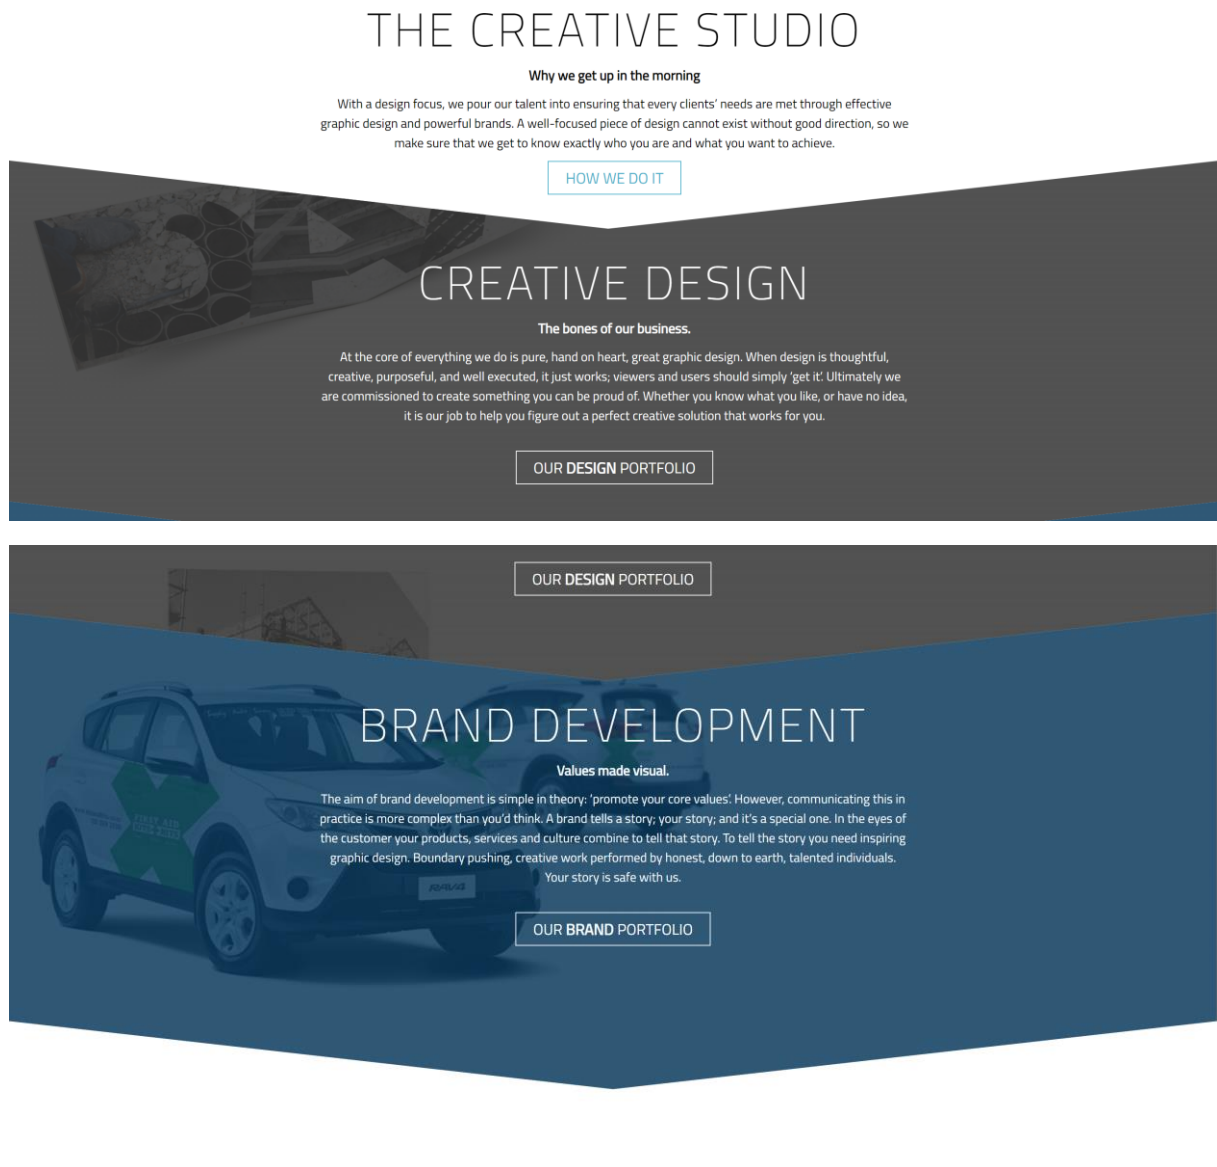 THE CREATIVE STUDIO
Why we get up in the morning
With a design focus, we pour our talent into ensuring that every clients’ needs are met through effective
graphic design and powerful brands. A well-focused piece of design cannot exist without good direction, so we
make sure that we get to know exactly who you are and what you want to achieve.
HOW WE DO IT
CREATIVE DESIGN
The bones of our business.
At the core of everything we do is pure, hand on heart, great graphic design. When design is thoughtful,
creative, purposeful, and well executed, it just works; viewers and users should simply ‘get it’. Ultimately we
are commissioned to create something you can be proud of. Whether you know what you like, or have no idea,
it is our job to help you figure out a perfect creative solution that works for you.
OUR DESIGN PORTFOLIO
OUR DESIGN PORTFOLIO
BRAND DEVELOPMENT
Values made visual.
The aim of brand development is simple in theory: ‘promote your core values’. However, communicating this in
practice is more complex than you’d think. A brand tells a story; your story; and it’s a special one. In the eyes of
the customer your products, services and culture combine to tell that story. To tell the story you need inspiring
graphic design. Boundary pushing, creative work performed by honest, down to earth, talented individuals.
Your story is safe with us.
FIRST AID
RAV4
OUR BRAND PORTFOLIO